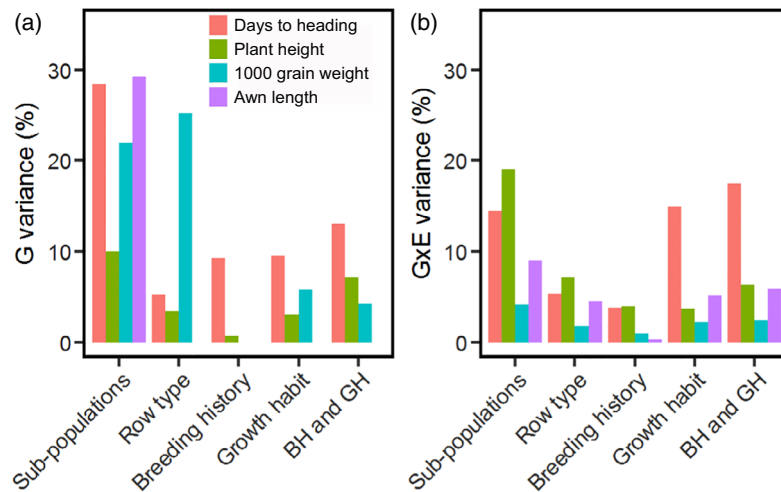 (a)
Days to heading
Plant height
1000 grain weight
Awn length
G variance (%)
30
20
10
0
Sub-populations
Row type
Breeding history
Growth habit
BH and GH
(b)
GxE variance (%)
30
20
10
0
Sub-populations
Row type
Breeding history
Growth habit
BH and GH